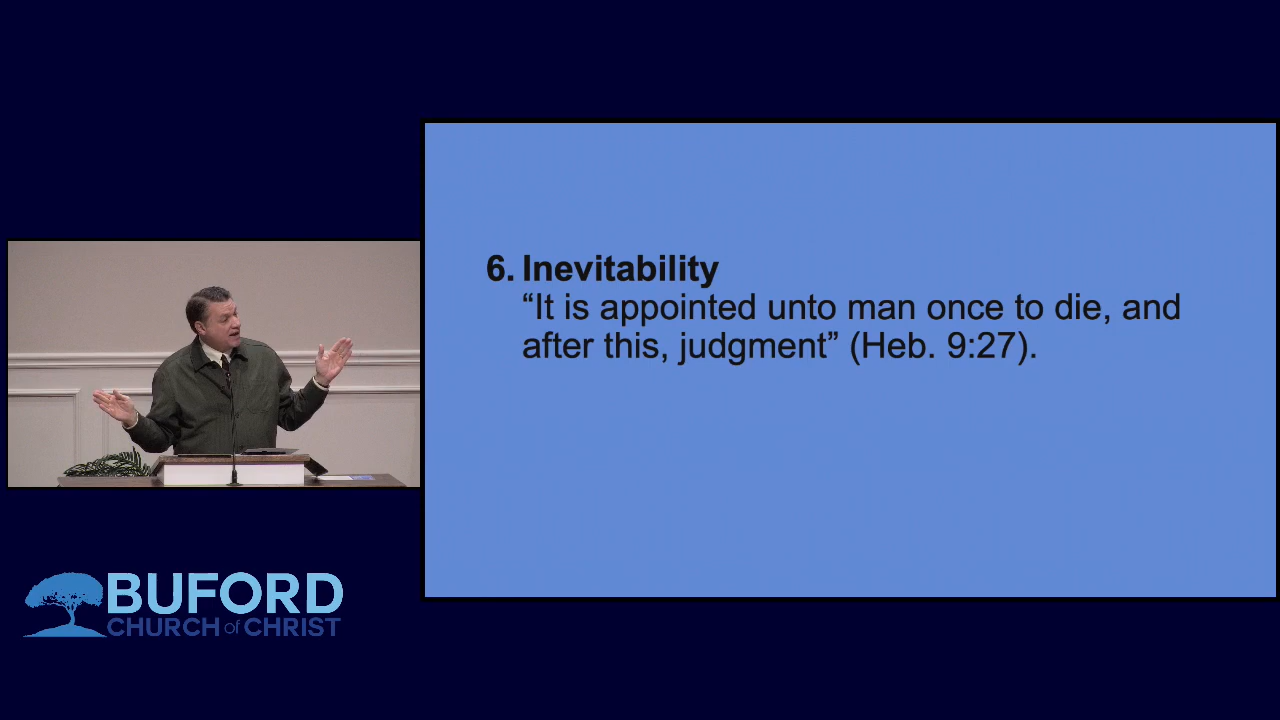 6. Inevitability
“It is appointed unto man once to die, and
after this, judgment” (Heb. 9:27).
BUFORD
CHURCH of CHRIST